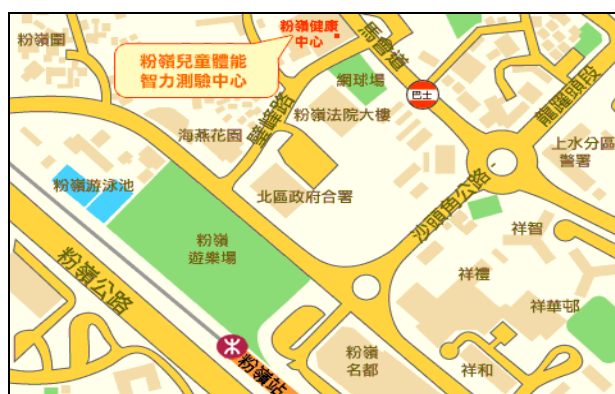 粉嶺圍
粉嶺健康
中心
粉嶺兒童體能
智力測驗中心
馬會道
網球場
巴士
龍躍頭段
粉嶺法院大樓
海燕花園
璧峰路
上水分區
警署
粉嶺游泳池
北區政府合署
沙頭角公路
粉嶺
遊樂場
祥智
祥禮
粉嶺公路
祥華邨
粉嶺站
粉嶺
名都
祥和